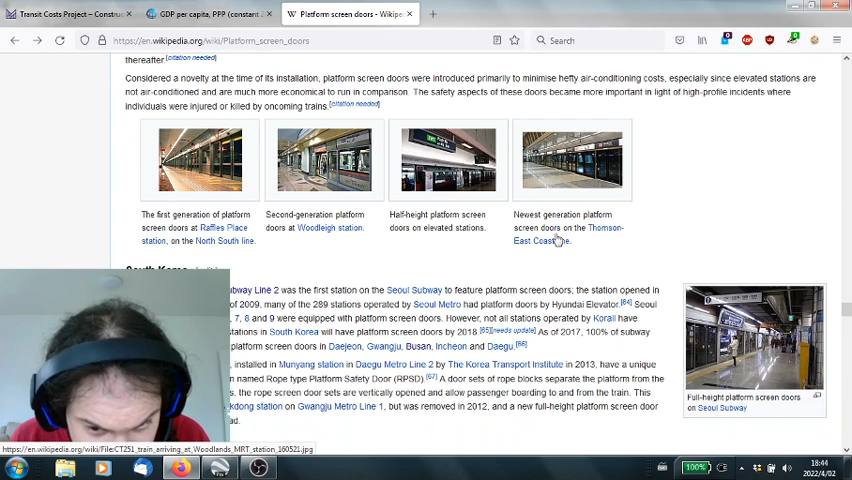 Transit Costs Project – Construc
GDP per capita, PPP (constant 2
Platform screen doors - Wikipe
https://en.wikipedia.org/wiki/Platform_screen_doors
Search
thereafter.[citation needed]
Considered a novelty at the time of its installation, platform screen doors were introduced primarily to minimise hefty air-conditioning costs, especially since elevated stations are
not air-conditioned and are much more economical to run in comparison. The safety aspects of these doors became more important in light of high-profile incidents where
individuals were injured or killed by oncoming trains.[citation needed]
The first generation of platform
screen doors at Raffles Place
station, on the North South line.
Second-generation platform
doors at Woodleigh station.
Half-height platform screen
doors on elevated stations.
Newest generation platform
screen doors on the Thomson-
East Coast line.
South Korea
ubway Line 2 was the first station on the Seoul Subway to feature platform screen doors; the station opened in
of 2009, many of the 289 stations operated by Seoul Metro had platform doors by Hyundai Elevator.[64] Seoul
, 7, 8 and 9 were equipped with platform screen doors. However, not all stations operated by Korail have
stations in South Korea will have platform screen doors by 2018 [65][needs update] As of 2017, 100% of subway
platform screen doors in Daejeon, Gwangju, Busan, Incheon and Daegu.[66]
, installed in Munyang station in Daegu Metro Line 2 by The Korea Transport Institute in 2013, have a unique
n named Rope type Platform Safety Door (RPSD).[67] A door sets of rope blocks separate the platform from the
, the rope screen door sets are vertically opened and allow passenger boarding to and from the train. This
kdong station on Gwangju Metro Line 1, but was removed in 2012, and a new full-height platform screen door
ad.
Full-height platform screen doors
on Seoul Subway
https://en.wikipedia.org/wiki/File:CT251_train_arriving_at_Woodlands_MRT_station_160521.jpg
100%
18:44
2022/4/02